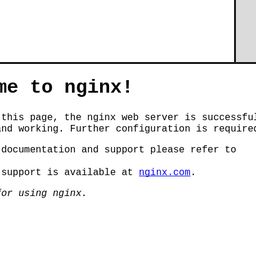 me to nginx!
this page, the nginx web server is successful
and working. Further configuration is required
documentation and support please refer to
support is available at nginx.com.
for using nginx.